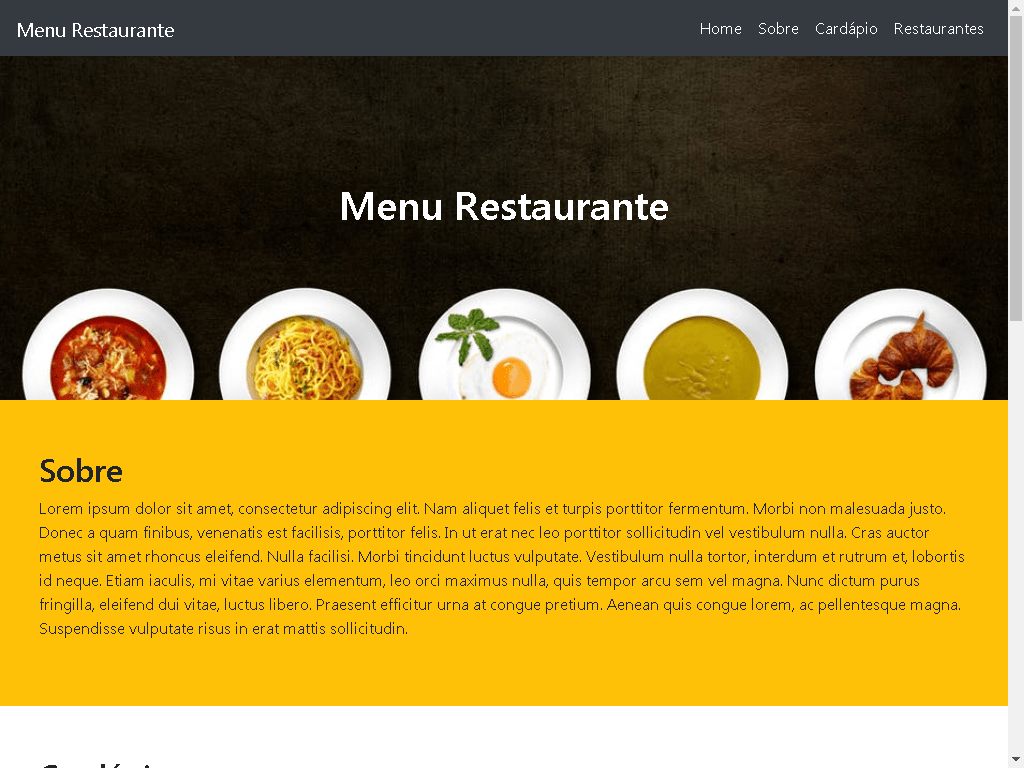 Menu Restaurante
Home Sobre Cardápio Restaurantes
Menu Restaurante
Sobre
Lorem ipsum dolor sit amet, consectetur adipiscing elit. Nam aliquet felis et turpis porttitor fermentum. Morbi non malesuada justo.
Donec a quam finibus, venenatis est facilisis, porttitor felis. In ut erat nec leo porttitor sollicitudin vel vestibulum nulla. Cras auctor
metus sit amet rhoncus eleifend. Nulla facilisi. Morbi tincidunt luctus vulputate. Vestibulum nulla tortor, interdum et rutrum et, lobortis
id neque. Etiam iaculis, mi vitae varius elementum, leo orci maximus nulla, quis tempor arcu sem vel magna. Nunc dictum purus
fringilla, eleifend dui vitae, luctus libero. Praesent efficitur urna at congue pretium. Aenean quis congue lorem, ac pellentesque magna.
Suspendisse vulputate risus in erat mattis sollicitudin.